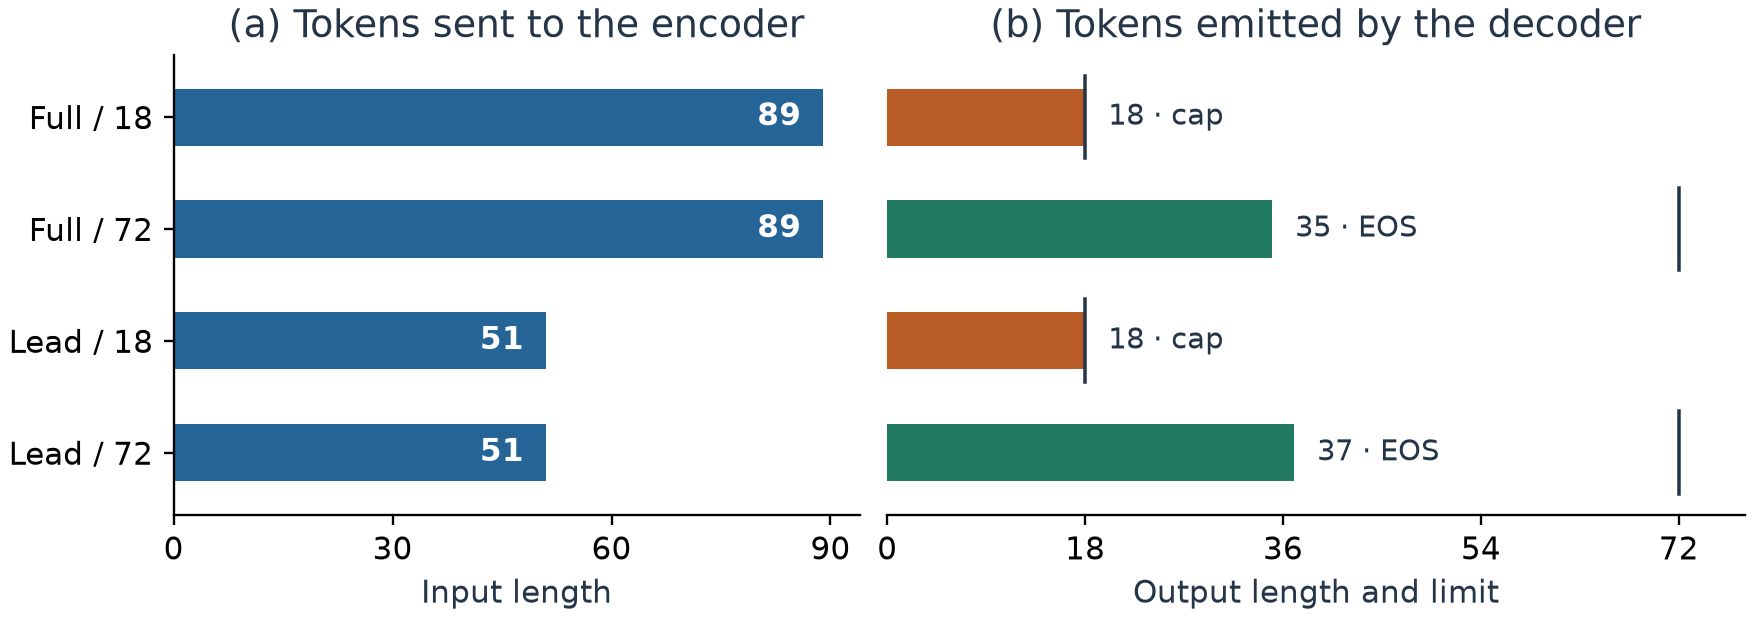 (a) Tokens sent to the encoder
Full / 18
89
Full / 72
89
Lead / 18
51
Lead / 72
51
0 30 60 90
Input length
(b) Tokens emitted by the decoder
18 · cap
35 · EOS
18 · cap
37 · EOS
0 18 36 54 72
Output length and limit